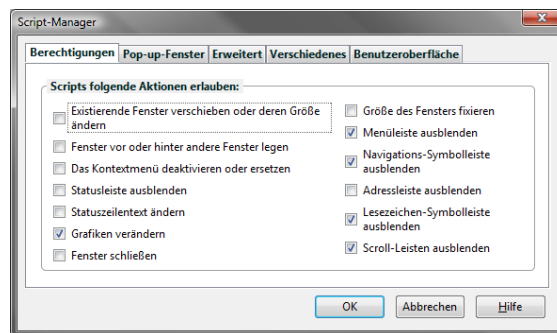 Script-Manager
Berechtigungen Pop-up-Fenster Erweitert Verschiedenes Benutzeroberfläche
Scripts folgende Aktionen erlauben:
Existierende Fenster verschieben oder deren Größe
ändern
Fenster vor oder hinter andere Fenster legen
Das Kontextmenü deaktivieren oder ersetzen
Statusleiste ausblenden
Statuszeilentext ändern
Grafiken verändern
Fenster schließen
Größe des Fensters fixieren
Menüleiste ausblenden
Navigations-Symbolleiste
ausblenden
Adressleiste ausblenden
Lesezeichen-Symbolleiste
ausblenden
Scroll-Leisten ausblenden
OK Abbrechen Hilfe